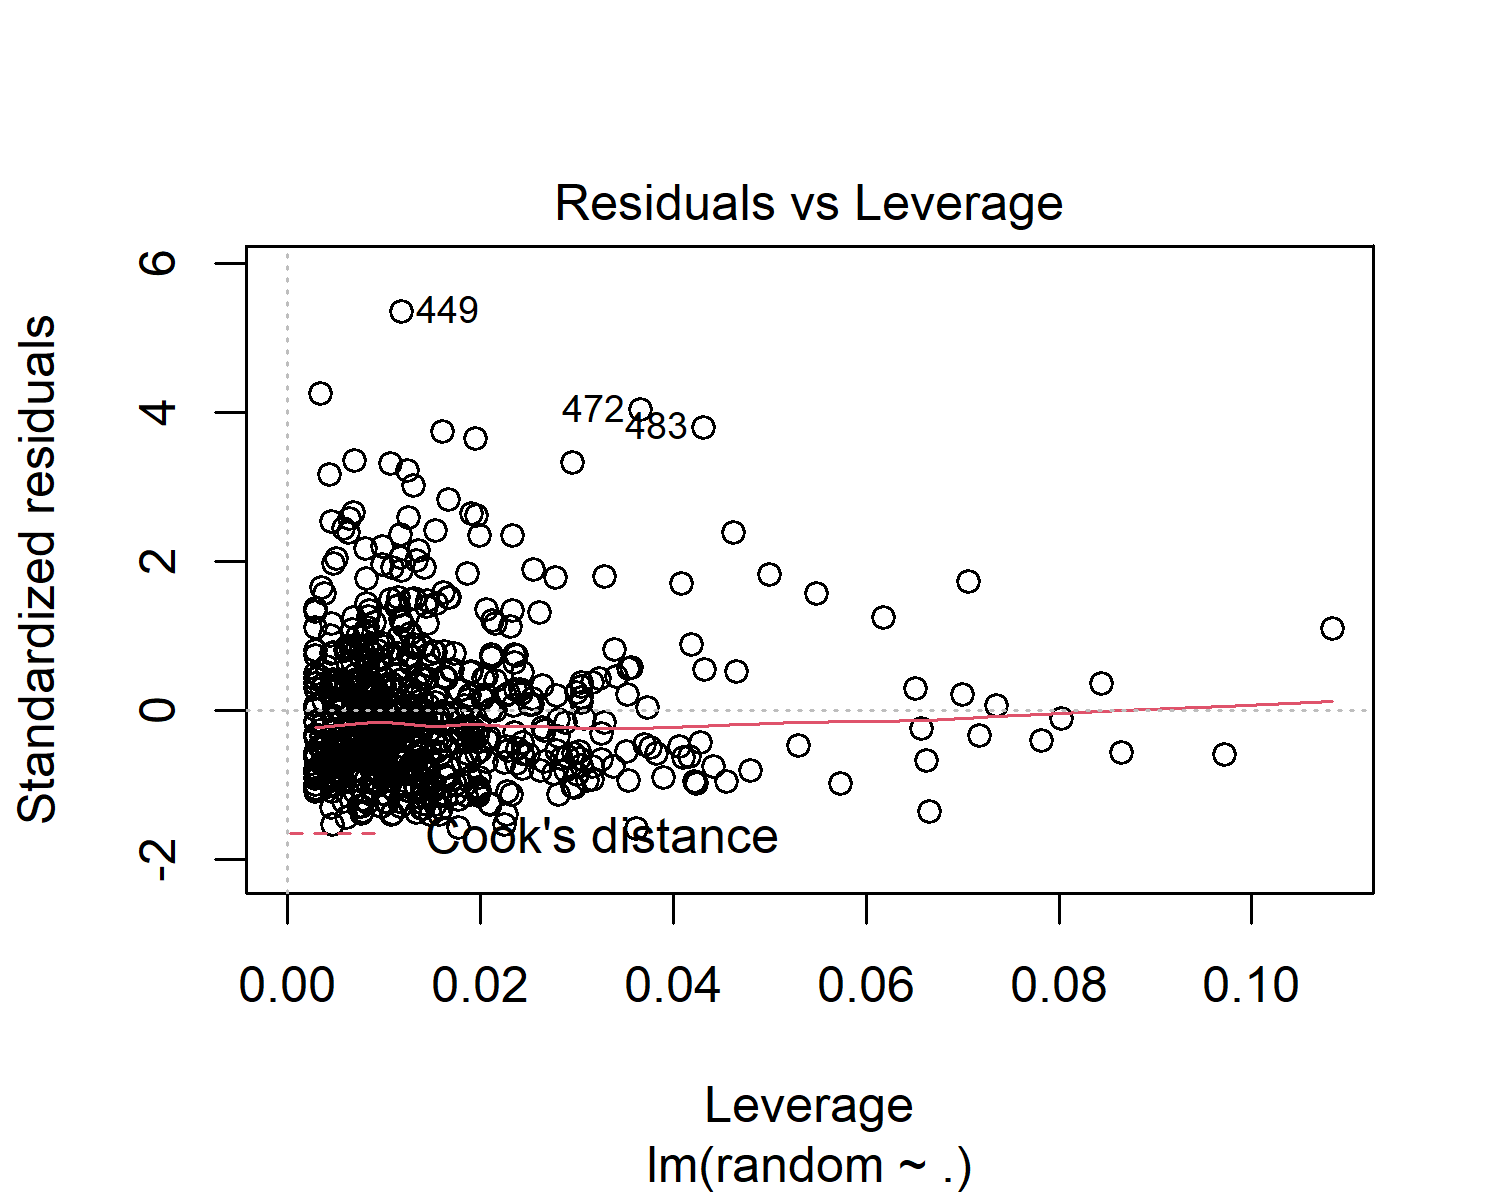 Residuals vs Leverage
Standardized residuals
6
4
2
0
-2
449
472
483
Cook's distance
0.00 0.02 0.04 0.06 0.08 0.10
Leverage
lm(random ~ .)